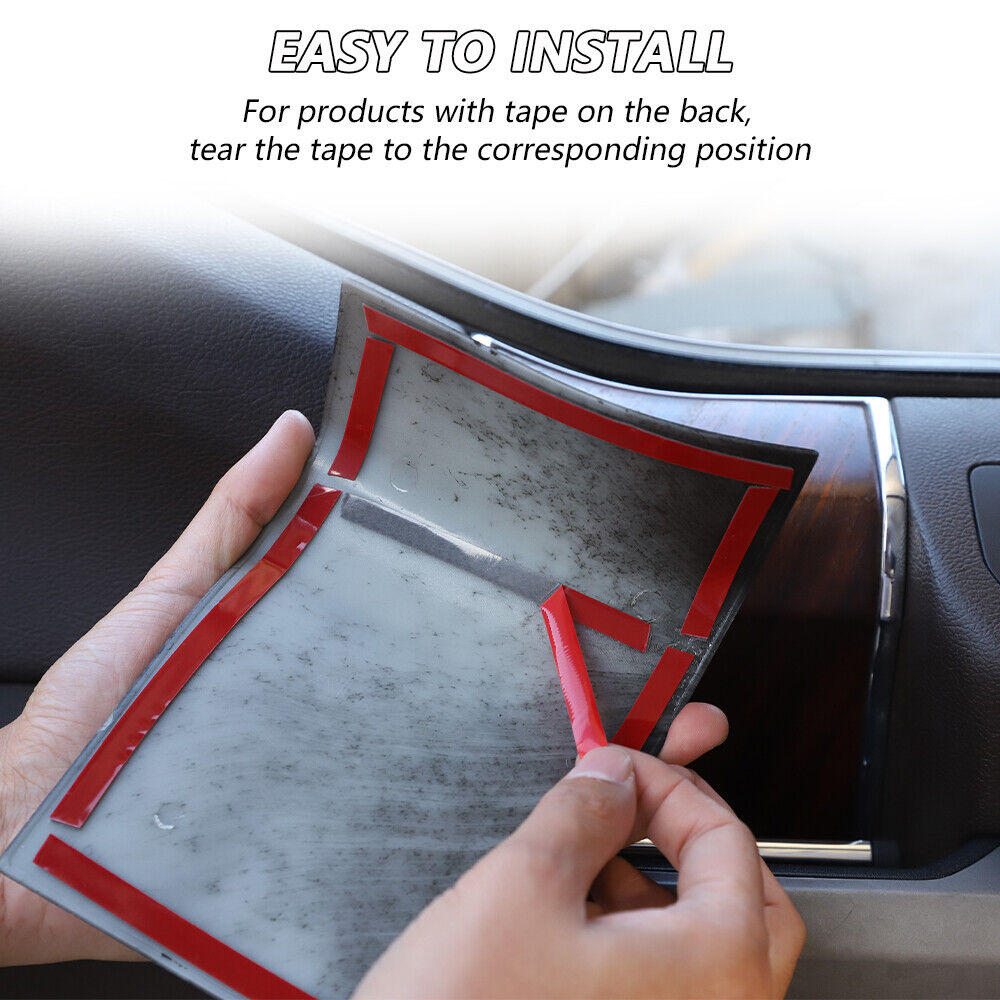 EASY TO INSTALL
For products with tape on the back,
tear the tape to the corresponding position